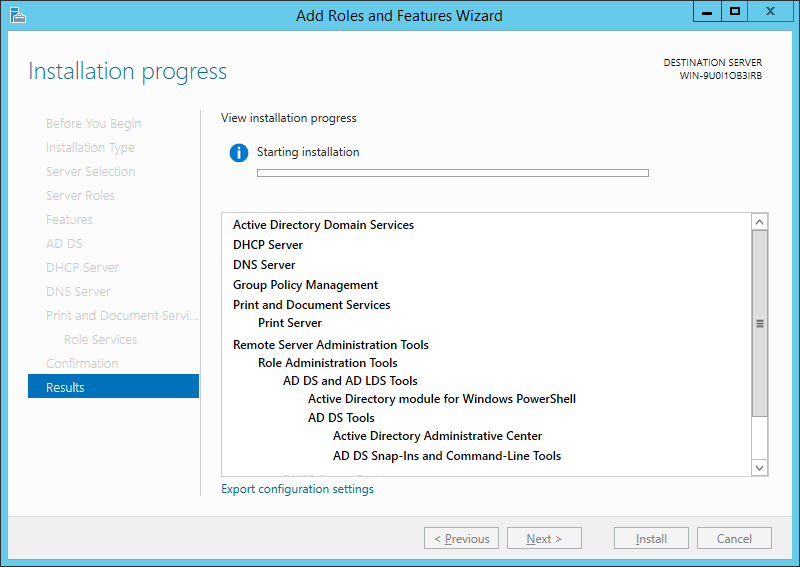 Add Roles and Features Wizard
Installation progress
DESTINATION SERVER
WIN-9U0I1OB3IRB
Before You Begin
Installation Type
Server Selection
Server Roles
Features
AD DS
DHCP Server
DNS Server
Print and Document Servi...
Role Services
Confirmation
Results
View installation progress
Starting installation
Active Directory Domain Services
DHCP Server
DNS Server
Group Policy Management
Print and Document Services
Print Server
Remote Server Administration Tools
Role Administration Tools
AD DS and AD LDS Tools
Active Directory module for Windows PowerShell
AD DS Tools
Active Directory Administrative Center
AD DS Snap-Ins and Command-Line Tools
Export configuration settings
< Previous
Next >
Install
Cancel